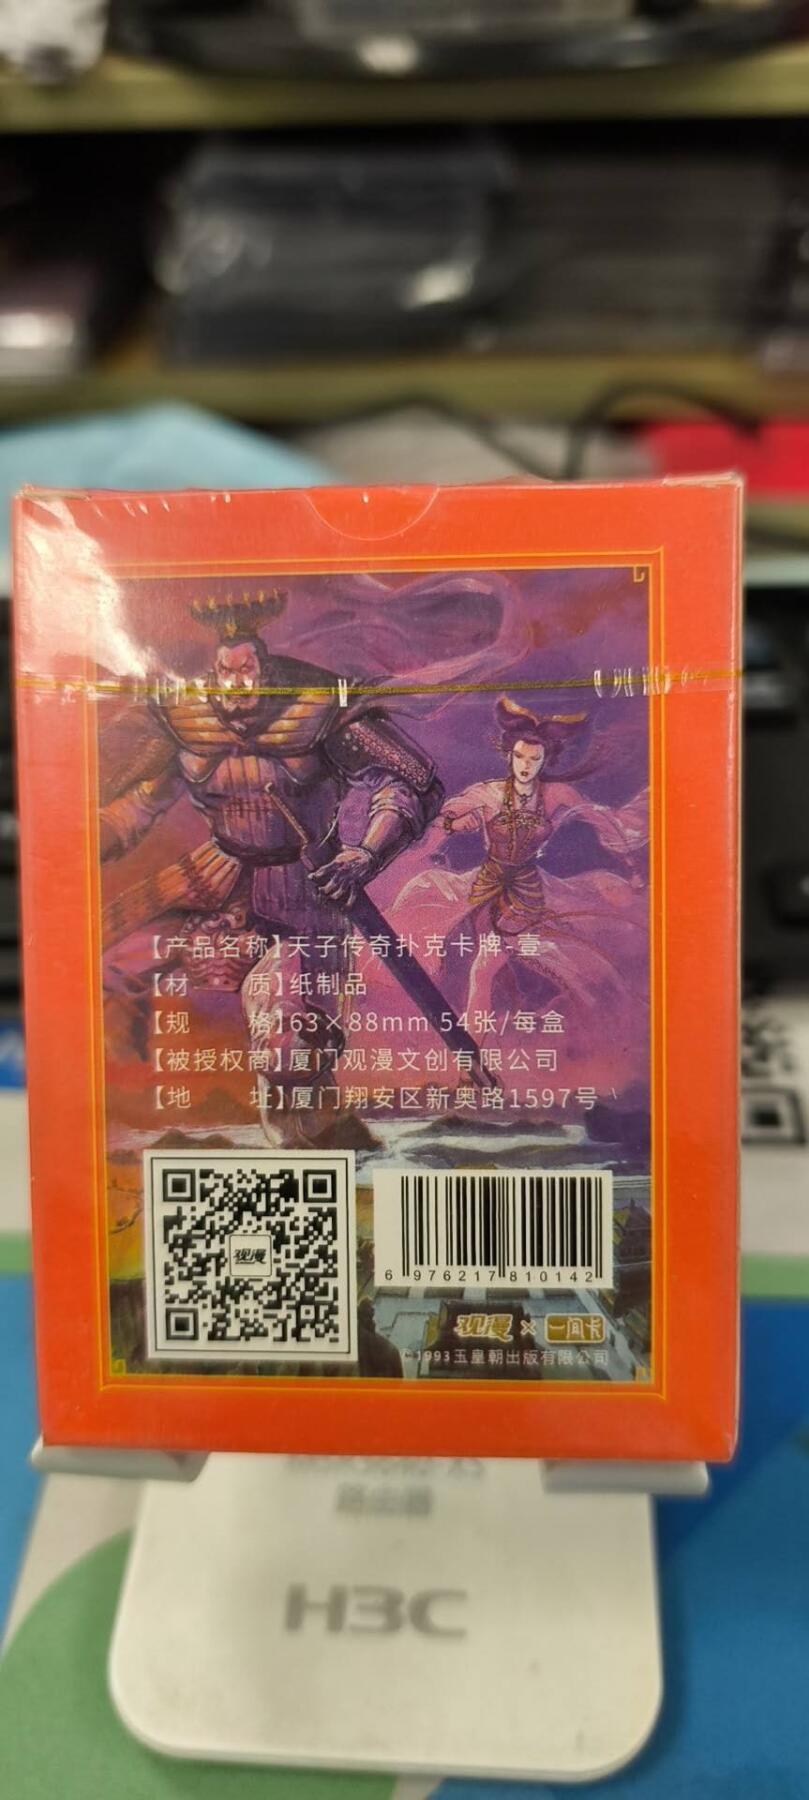 【产品名称】天子传奇扑克卡牌-壹
【材 质】纸制品
【规 格】63×88mm 54张/每盒
【被授权商】厦门观漫文创有限公司
【地 址】厦门翔安区新奥路1597号
观漫
6 976217 810142
观漫 × 一间卡
©1993玉皇朝出版有限公司
路由器
H3C